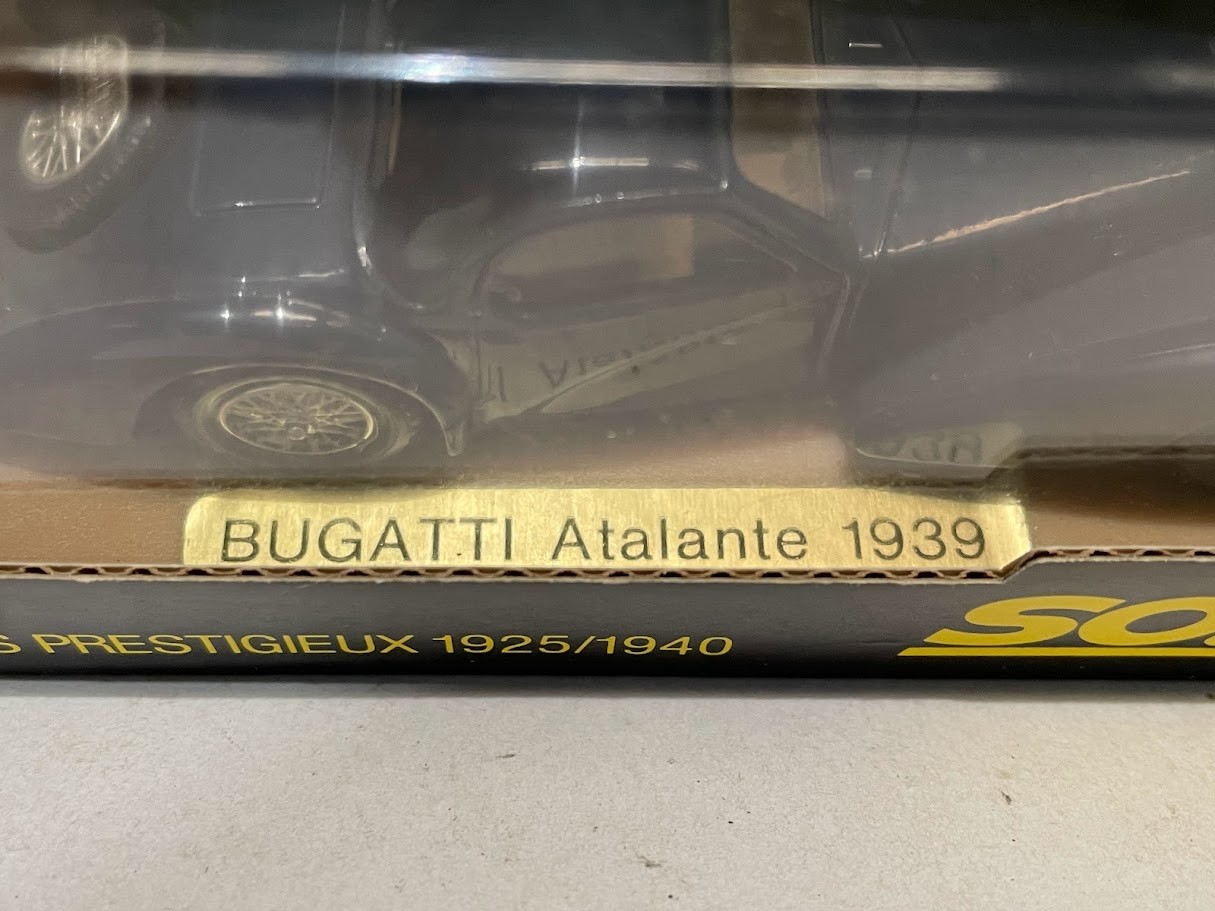 BUGATTI Atalante 1939
PRESTIGIEUX 1925/1940